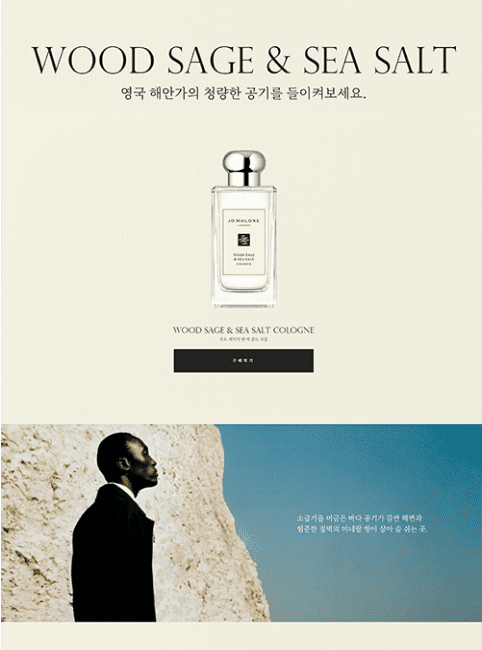 WOOD SAGE & SEA SALT
영국 해안가의 청량한 공기를 들이켜보세요.
JO MALONE
LONDON
WOOD SAGE
& SEA SALT
COLOGNE
WOOD SAGE & SEA SALT COLOGNE
우드 세이지 앤 씨 솔트 코롱
구매하기
소금기를 머금은 바다 공기가 감싼 해변과
험준한 절벽의 미네랄 향이 살아 숨 쉬는 곳.